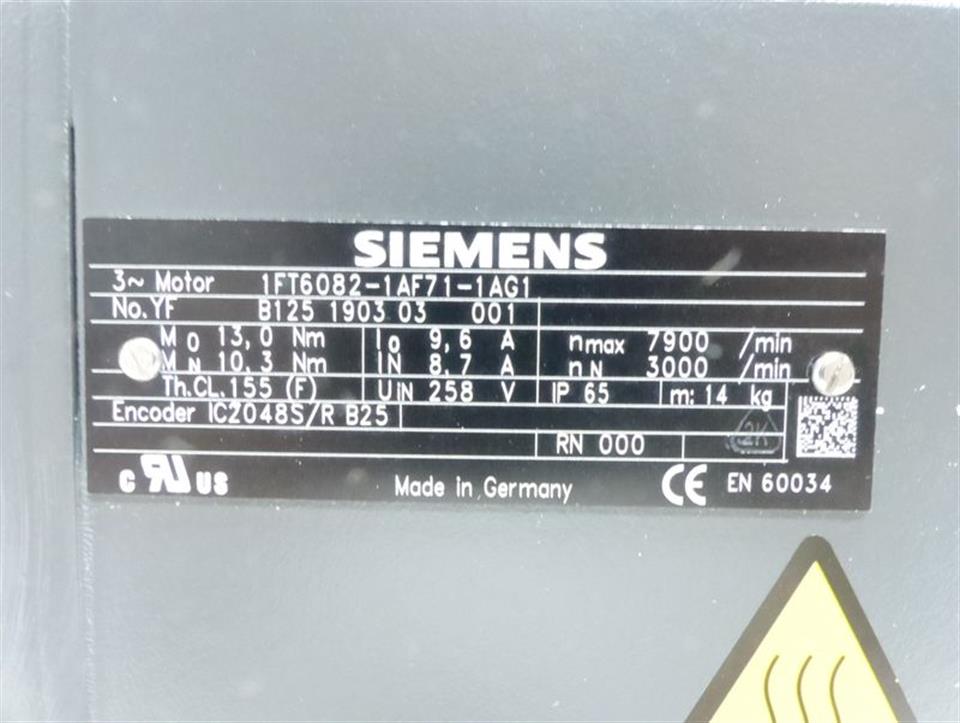 SIEMENS
3~ Motor 1FT6082-1AF71-1AG1
No. YF B125 1903 03 001
M0 13,0 Nm I0 9,6 A nmax 7900 /min
MN 10,3 Nm IN 8,7 A nN 3000 /min
Th.CL. 155 (F) UIN 258 V IP 65 m: 14 kg
Encoder IC2048S/R B25
RN 000 2K
c RU US Made in Germany CE EN 60034